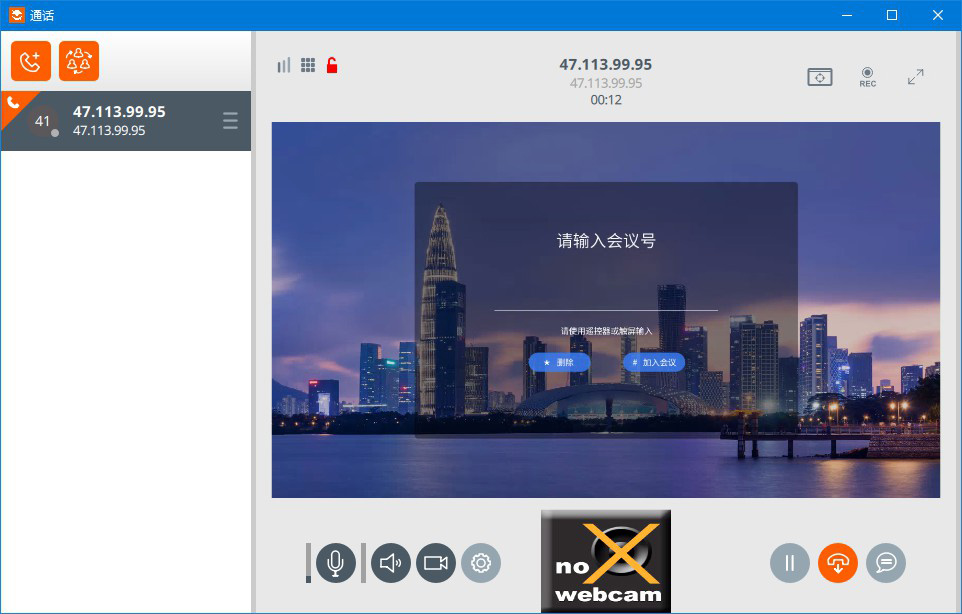 通话
41
47.113.99.95
47.113.99.95
47.113.99.95
47.113.99.95
00:12
REC
请输入会议号
请使用遥控器或触屏输入
★ 删除
# 加入会议
no
webcam